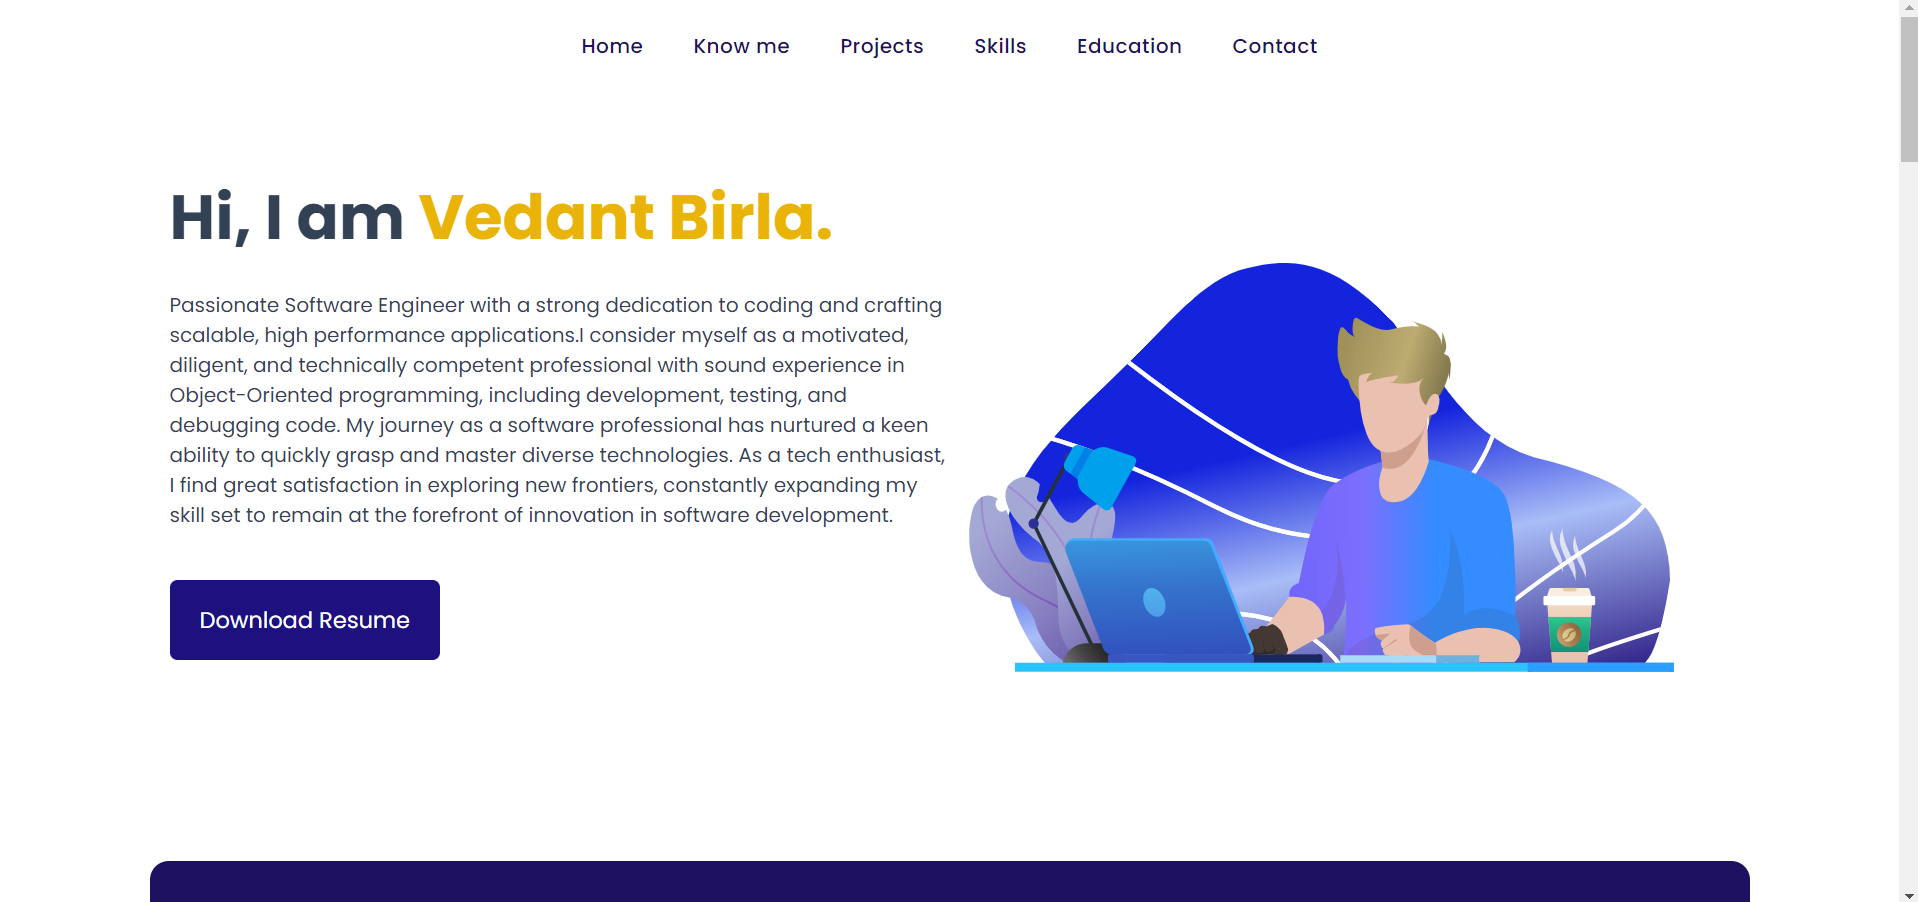 Home Know me Projects Skills Education Contact
Hi, I am Vedant Birla.
Passionate Software Engineer with a strong dedication to coding and crafting
scalable, high performance applications.I consider myself as a motivated,
diligent, and technically competent professional with sound experience in
Object-Oriented programming, including development, testing, and
debugging code. My journey as a software professional has nurtured a keen
ability to quickly grasp and master diverse technologies. As a tech enthusiast,
I find great satisfaction in exploring new frontiers, constantly expanding my
skill set to remain at the forefront of innovation in software development.
Download Resume